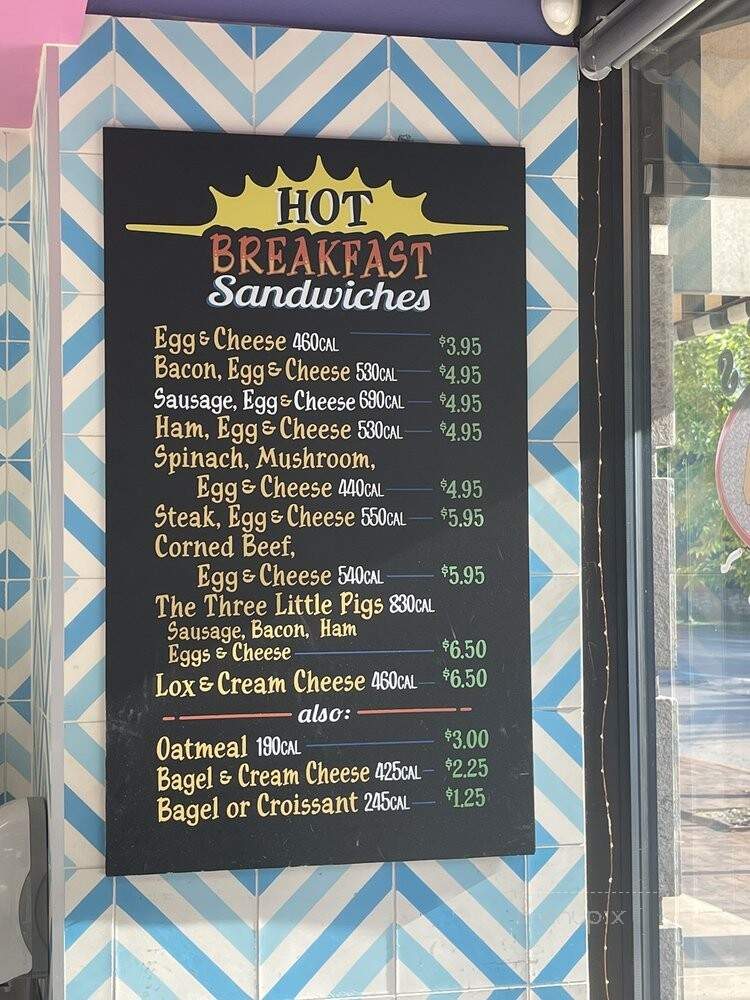 HOT
BREAKFAST
Sandwiches
Egg & Cheese 460CAL $3.95
Bacon, Egg & Cheese 530CAL $4.95
Sausage, Egg & Cheese 690CAL $4.95
Ham, Egg & Cheese 530CAL $4.95
Spinach, Mushroom,
Egg & Cheese 440CAL $4.95
Steak, Egg & Cheese 550CAL $5.95
Corned Beef,
Egg & Cheese 540CAL $5.95
The Three Little Pigs 830CAL
Sausage, Bacon, Ham
Eggs & Cheese $6.50
Lox & Cream Cheese 460CAL $6.50
also:
Oatmeal 190CAL $3.00
Bagel & Cream Cheese 425CAL $2.25
Bagel or Croissant 245CAL $1.25